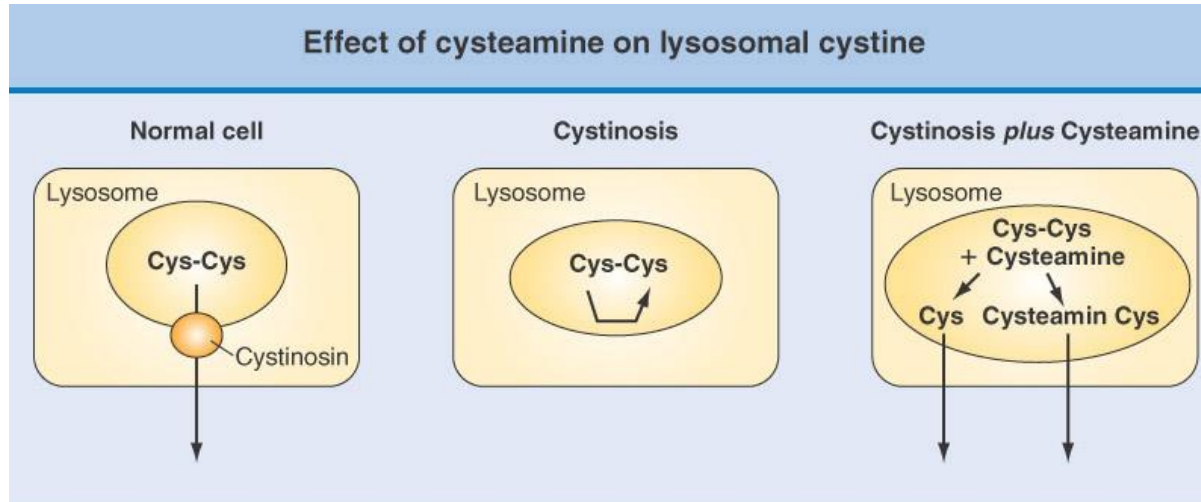 Effect of cysteamine on lysosomal cystine
Normal cell
Lysosome
Cys-Cys
Cystinosin
Cystinosis
Lysosome
Cys-Cys
Cystinosis plus Cysteamine
Lysosome
Cys-Cys
+ Cysteamine
Cys Cysteamin Cys